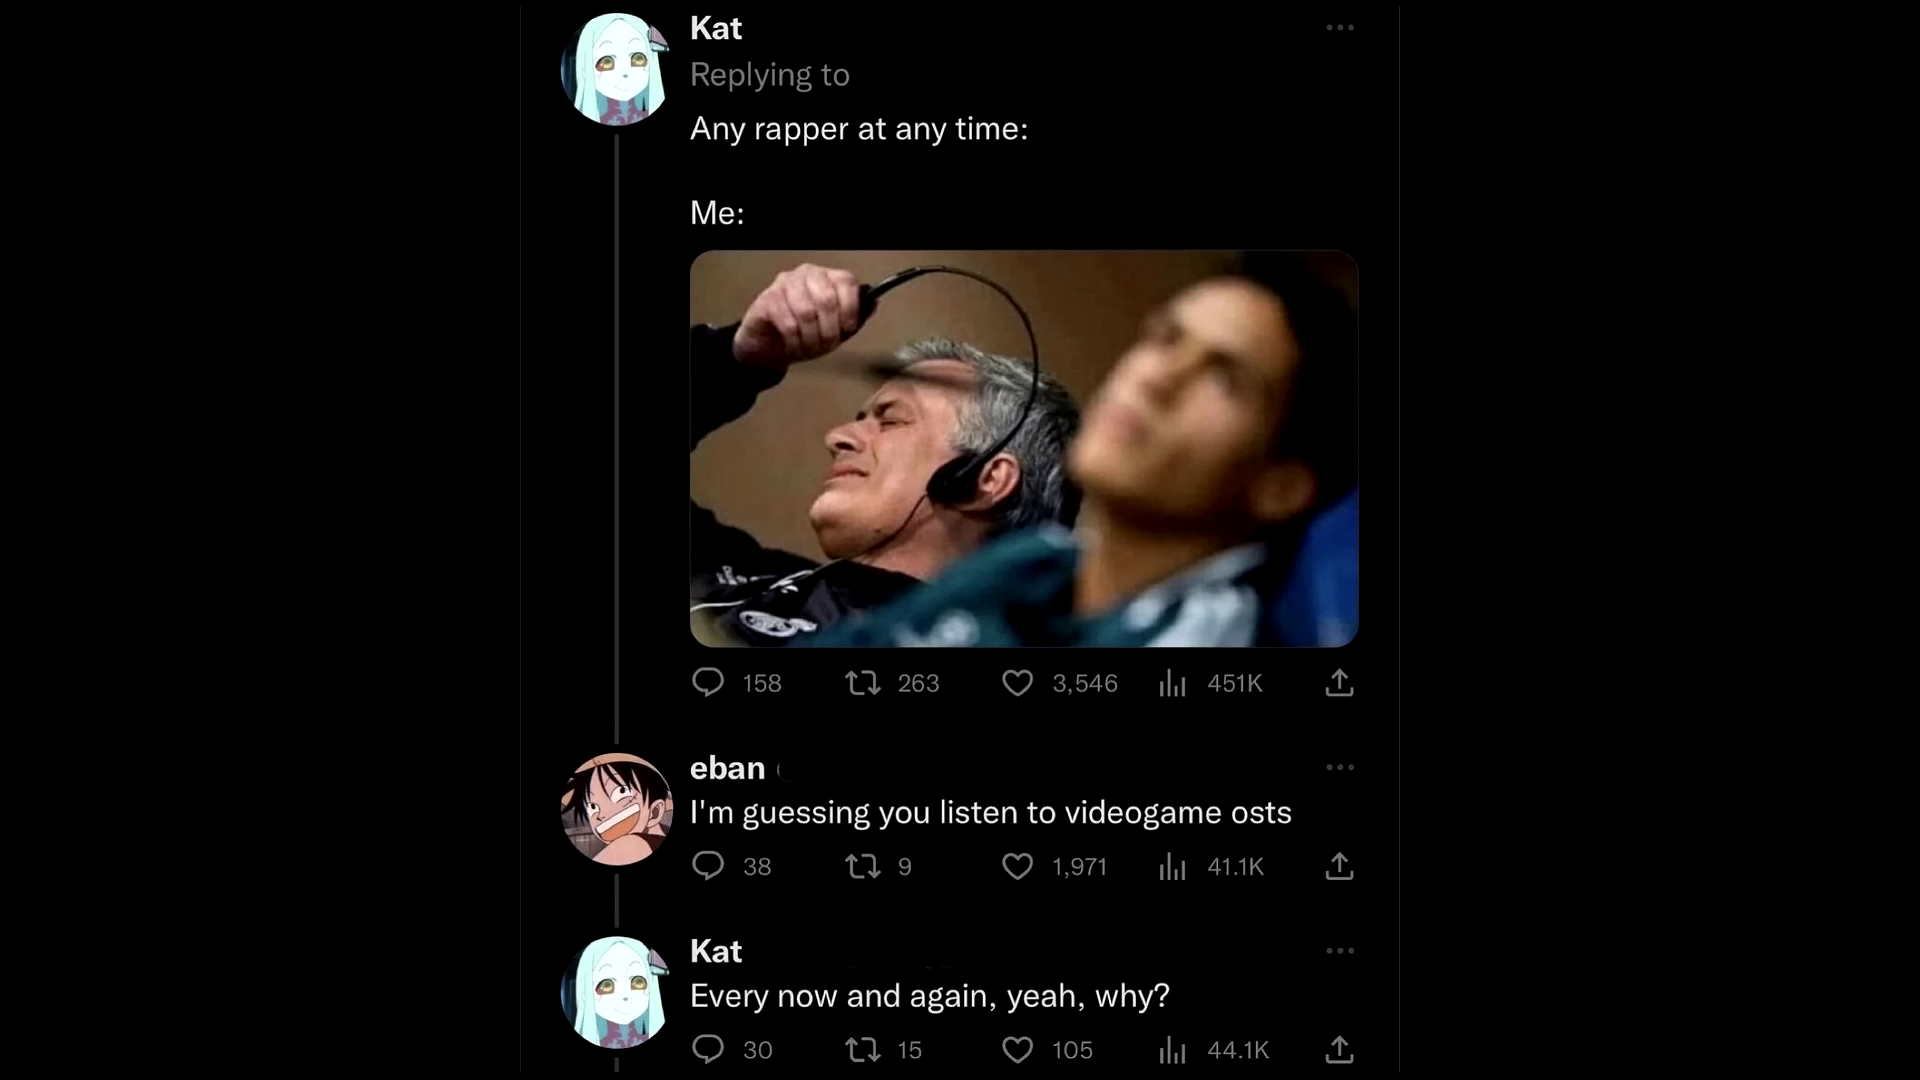 Kat
Replying to
Any rapper at any time:
Me:
158 263 3,546 451K
eban
I'm guessing you listen to videogame osts
38 9 1,971 41.1K
Kat
Every now and again, yeah, why?
30 15 105 44.1K